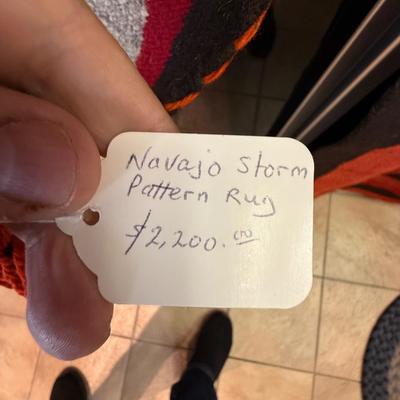 Navajo Storm
Pattern Rug
$2,200.00